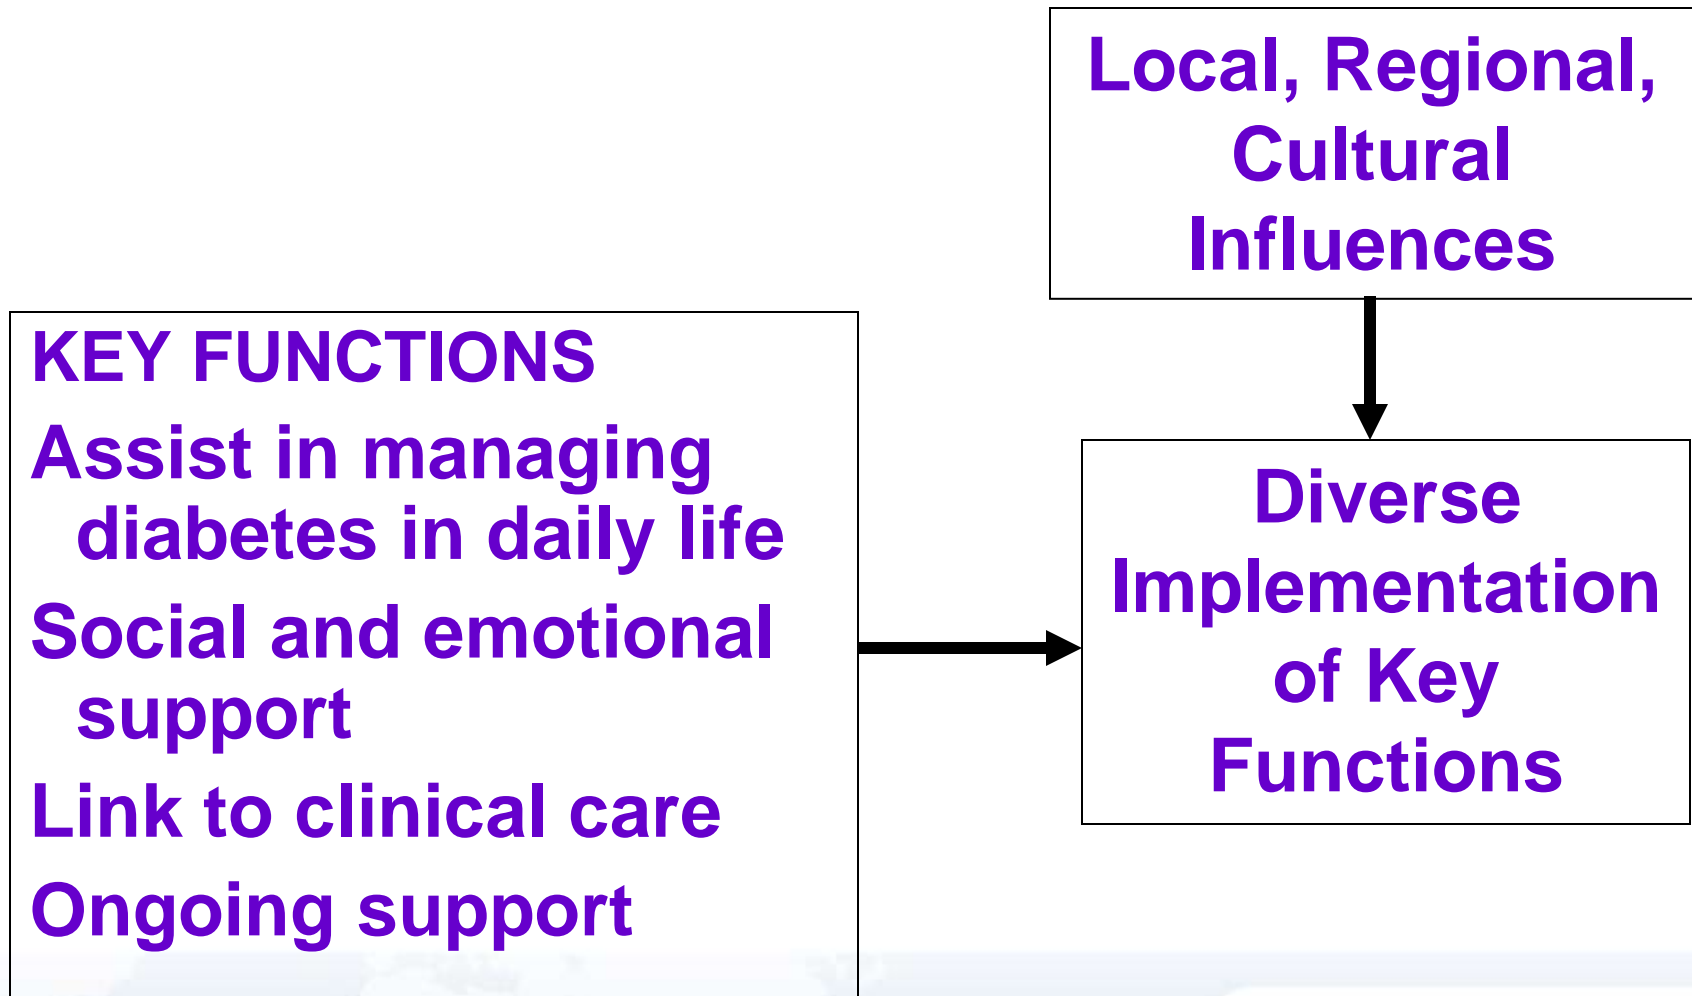 Local, Regional,
Cultural
Influences
KEY FUNCTIONS
Assist in managing
diabetes in daily life
Social and emotional
support
Link to clinical care
Ongoing support
Diverse
Implementation
of Key
Functions